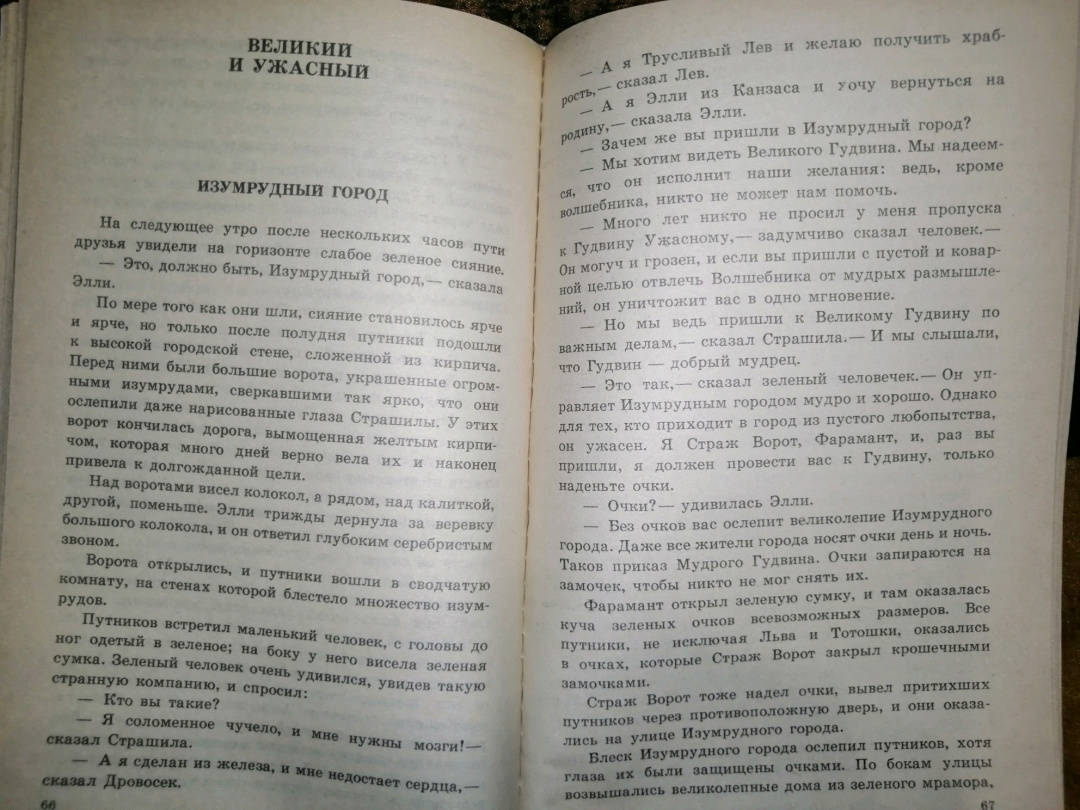 ВЕЛИКИЙ
И УЖАСНЫЙ
ИЗУМРУДНЫЙ ГОРОД
На следующее утро после нескольких часов пути
друзья увидели на горизонте слабое зеленое сияние.
— Это, должно быть, Изумрудный город,— сказала
Элли.
По мере того как они шли, сияние становилось ярче
и ярче, но только после полудня путники подошли
к высокой городской стене, сложенной из кирпича.
Перед ними были большие ворота, украшенные огром-
ными изумрудами, сверкавшими так ярко, что они
ослепили даже нарисованные глаза Страшилы. У этих
ворот кончилась дорога, вымощенная желтым кирпи-
чом, которая много дней верно вела их и наконец
привела к долгожданной цели.
Над воротами висел колокол, а рядом, над калиткой,
другой, поменьше. Элли трижды дернула за веревку
большого колокола, и он ответил глубоким серебристым
звоном.
Ворота открылись, и путники вошли в сводчатую
комнату, на стенах которой блестело множество изум-
рудов.
Путников встретил маленький человек, с головы до
ног одетый в зеленое; на боку у него висела зеленая
сумка. Зеленый человек очень удивился, увидев такую
странную компанию, и спросил:
— Кто вы такие?
— Я соломенное чучело, и мне нужны мозги!—
сказал Страшила.
— А я сделан из железа, и мне недостает сердца,—
сказал Дровосек.
66
— А я Трусливый Лев и желаю получить храб-
рость,— сказал Лев.
— А я Элли из Канзаса и хочу вернуться на
родину,— сказала Элли.
— Зачем же вы пришли в Изумрудный город?
— Мы хотим видеть Великого Гудвина. Мы надеем-
ся, что он исполнит наши желания: ведь, кроме
волшебника, никто не может нам помочь.
— Много лет никто не просил у меня пропуска
к Гудвину Ужасному,— задумчиво сказал человек.—
Он могуч и грозен, и если вы пришли с пустой и ковар-
ной целью отвлечь Волшебника от мудрых размышле-
ний, он уничтожит вас в одно мгновение.
— Но мы ведь пришли к Великому Гудвину по
важным делам,— сказал Страшила.— И мы слышали,
что Гудвин — добрый мудрец.
— Это так,— сказал зеленый человечек.— Он уп-
равляет Изумрудным городом мудро и хорошо. Однако
для тех, кто приходит в город из пустого любопытства,
он ужасен. Я Страж Ворот, Фарамант, и, раз вы
пришли, я должен провести вас к Гудвину, только
наденьте очки.
— Очки?— удивилась Элли.
— Без очков вас ослепит великолепие Изумрудного
города. Даже все жители города носят очки день и ночь.
Таков приказ Мудрого Гудвина. Очки запираются на
замочек, чтобы никто не мог снять их.
Фарамант открыл зеленую сумку, и там оказалась
куча зеленых очков всевозможных размеров. Все
путники, не исключая Льва и Тотошки, оказались
в очках, которые Страж Ворот закрыл крошечными
замочками.
Страж Ворот тоже надел очки, вывел притихших
путников через противоположную дверь, и они оказа-
лись на улице Изумрудного города.
Блеск Изумрудного города ослепил путников, хотя
глаза их были защищены очками. По бокам улицы
возвышались великолепные дома из зеленого мрамора,
67